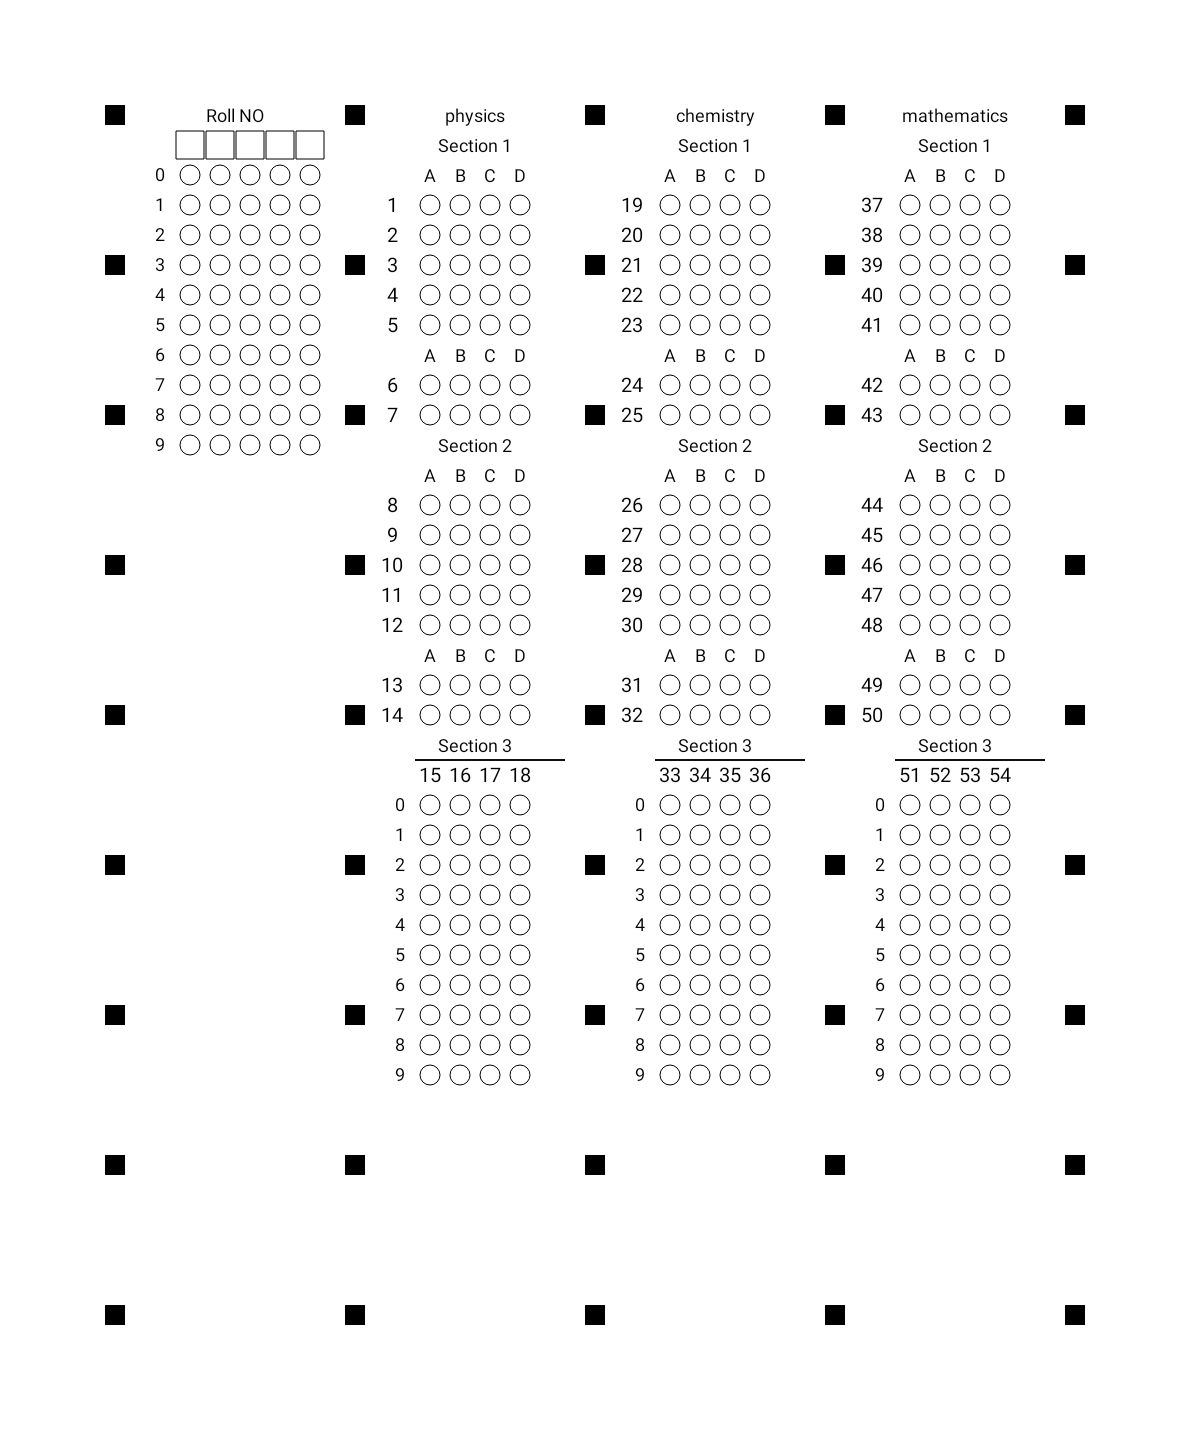 Roll NO
0
1
2
3
4
5
6
7
8
9
physics
Section 1
A B C D
1
2
3
4
5
A B C D
6
7
Section 2
A B C D
8
9
10
11
12
A B C D
13
14
Section 3
15 16 17 18
0
1
2
3
4
5
6
7
8
9
chemistry
Section 1
A B C D
19
20
21
22
23
A B C D
24
25
Section 2
A B C D
26
27
28
29
30
A B C D
31
32
Section 3
33 34 35 36
0
1
2
3
4
5
6
7
8
9
mathematics
Section 1
A B C D
37
38
39
40
41
A B C D
42
43
Section 2
A B C D
44
45
46
47
48
A B C D
49
50
Section 3
51 52 53 54
0
1
2
3
4
5
6
7
8
9